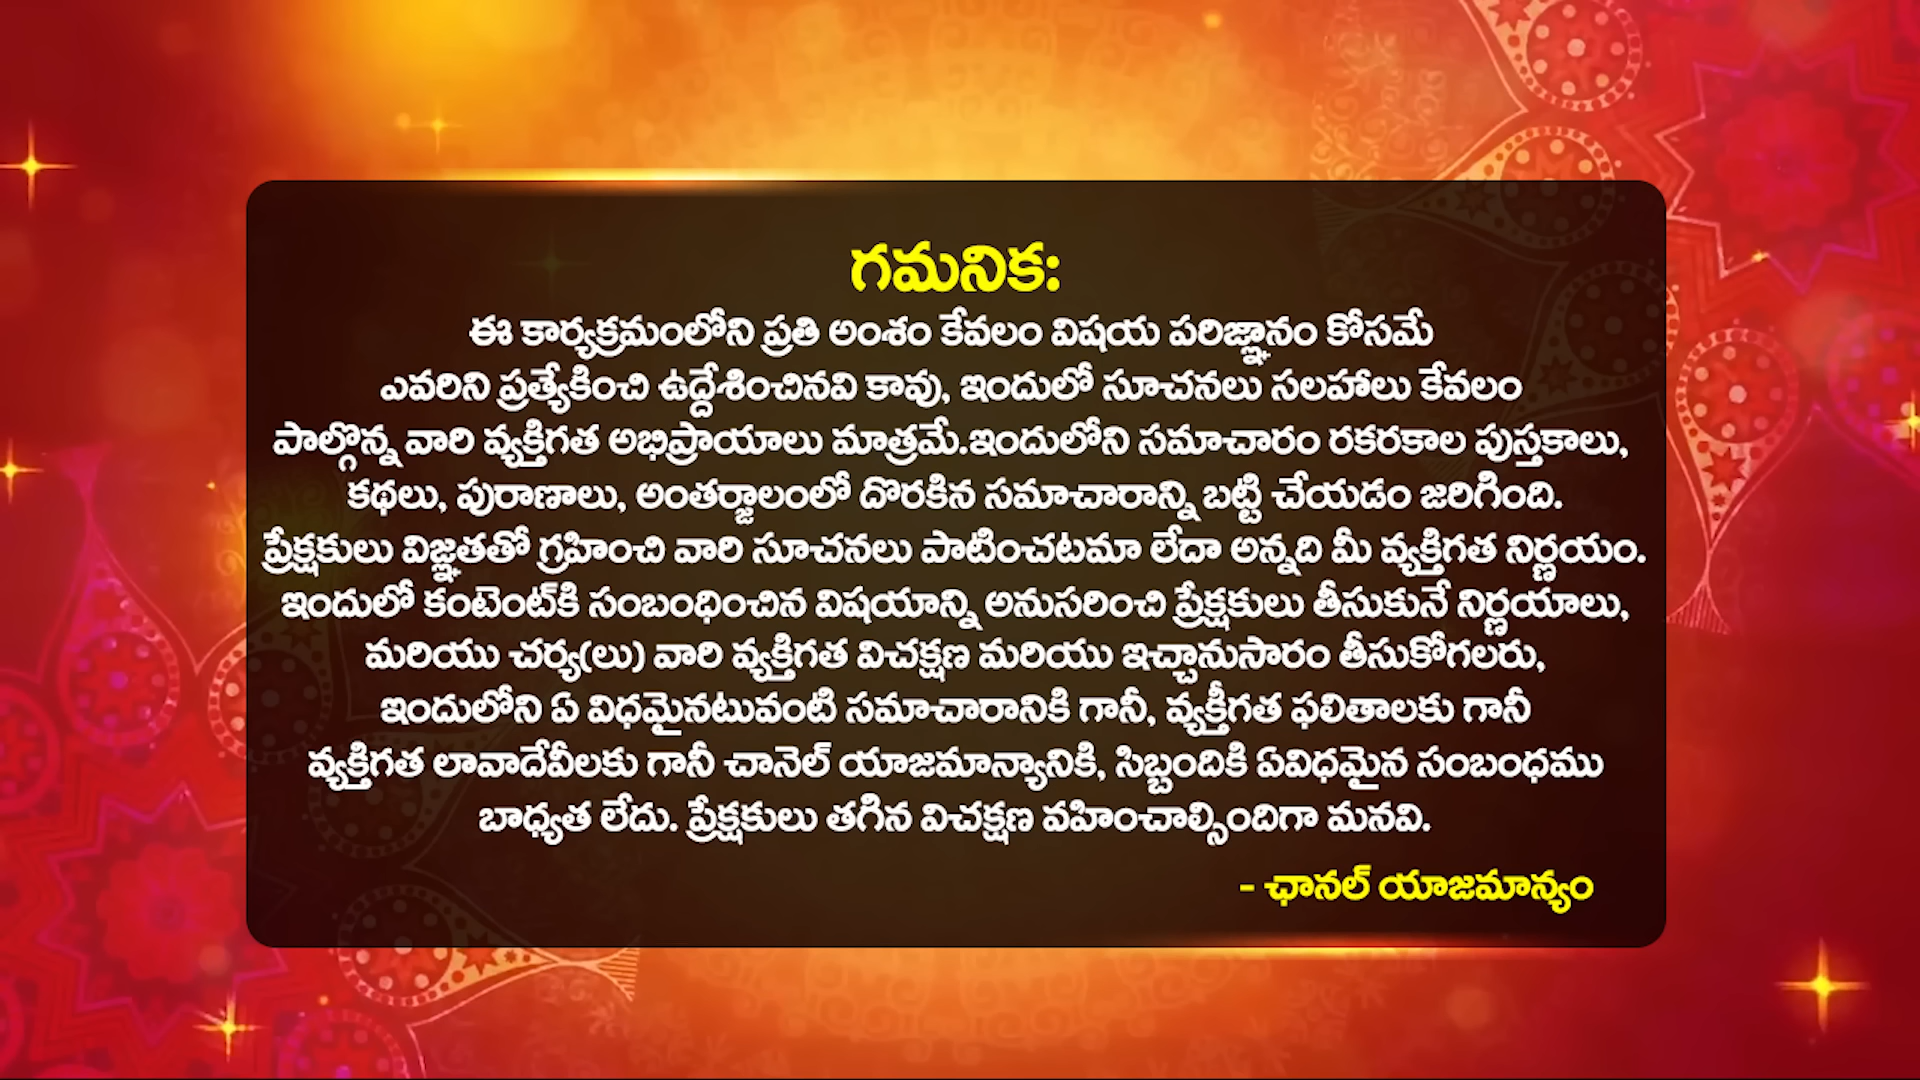 గమనిక:
ఈ కార్యక్రమంలోని ప్రతి అంశం కేవలం విషయ పరిజ్ఞానం కోసమే
ఎవరిని ప్రత్యేకించి ఉద్దేశించినవి కావు, ఇందులో సూచనలు సలహాలు కేవలం
పాల్గొన్న వారి వ్యక్తిగత అభిప్రాయాలు మాత్రమే.ఇందులోని సమాచారం రకరకాల పుస్తకాలు,
కథలు, పురాణాలు, అంతర్జాలంలో దొరకిన సమాచారాన్ని బట్టి చేయడం జరిగింది.
ప్రేక్షకులు విజ్ఞతతో గ్రహించి వారి సూచనలు పాటించటమా లేదా అన్నది మీ వ్యక్తిగత నిర్ణయం.
ఇందులో కంటెంట్‌కి సంబంధించిన విషయాన్ని అనుసరించి ప్రేక్షకులు తీసుకునే నిర్ణయాలు,
మరియు చర్య(లు) వారి వ్యక్తిగత విచక్షణ మరియు ఇచ్చానుసారం తీసుకోగలరు,
ఇందులోని ఏ విధమైనటువంటి సమాచారానికి గానీ, వ్యక్తీగత ఫలితాలకు గానీ
వ్యక్తిగత లావాదేవీలకు గానీ చానెల్ యాజమాన్యానికి, సిబ్బందికి ఏవిధమైన సంబంధము
బాధ్యత లేదు. ప్రేక్షకులు తగిన విచక్షణ వహించాల్సిందిగా మనవి.
- ఛానల్ యాజమాన్యం